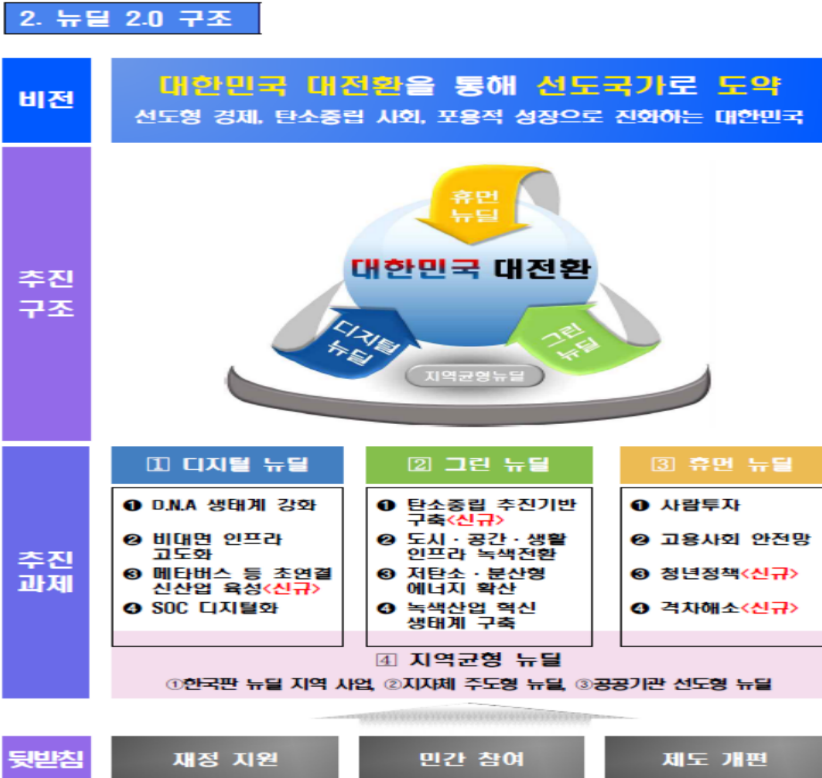 2. 뉴딜 2.0 구조
비전
대한민국 대전환을 통해 선도국가로 도약
선도형 경제, 탄소중립 사회, 포용적 성장으로 진화하는 대한민국
추진
구조
휴먼
뉴딜
대한민국 대전환
디지털
뉴딜
그린
뉴딜
지역균형뉴딜
추진
과제
1 디지털 뉴딜
❶ D.N.A 생태계 강화
❷ 비대면 인프라
고도화
❸ 메타버스 등 초연결
신산업 육성<신규>
❹ SOC 디지털화
2 그린 뉴딜
❶ 탄소중립 추진기반
구축<신규>
❷ 도시·공간·생활
인프라 녹색전환
❸ 저탄소·분산형
에너지 확산
❹ 녹색산업 혁신
생태계 구축
3 휴먼 뉴딜
❶ 사람투자
❷ 고용사회 안전망
❸ 청년정책<신규>
❹ 격차해소<신규>
4 지역균형 뉴딜
①한국판 뉴딜 지역 사업, ②지자체 주도형 뉴딜, ③공공기관 선도형 뉴딜
뒷받침
재정 지원
민간 참여
제도 개편